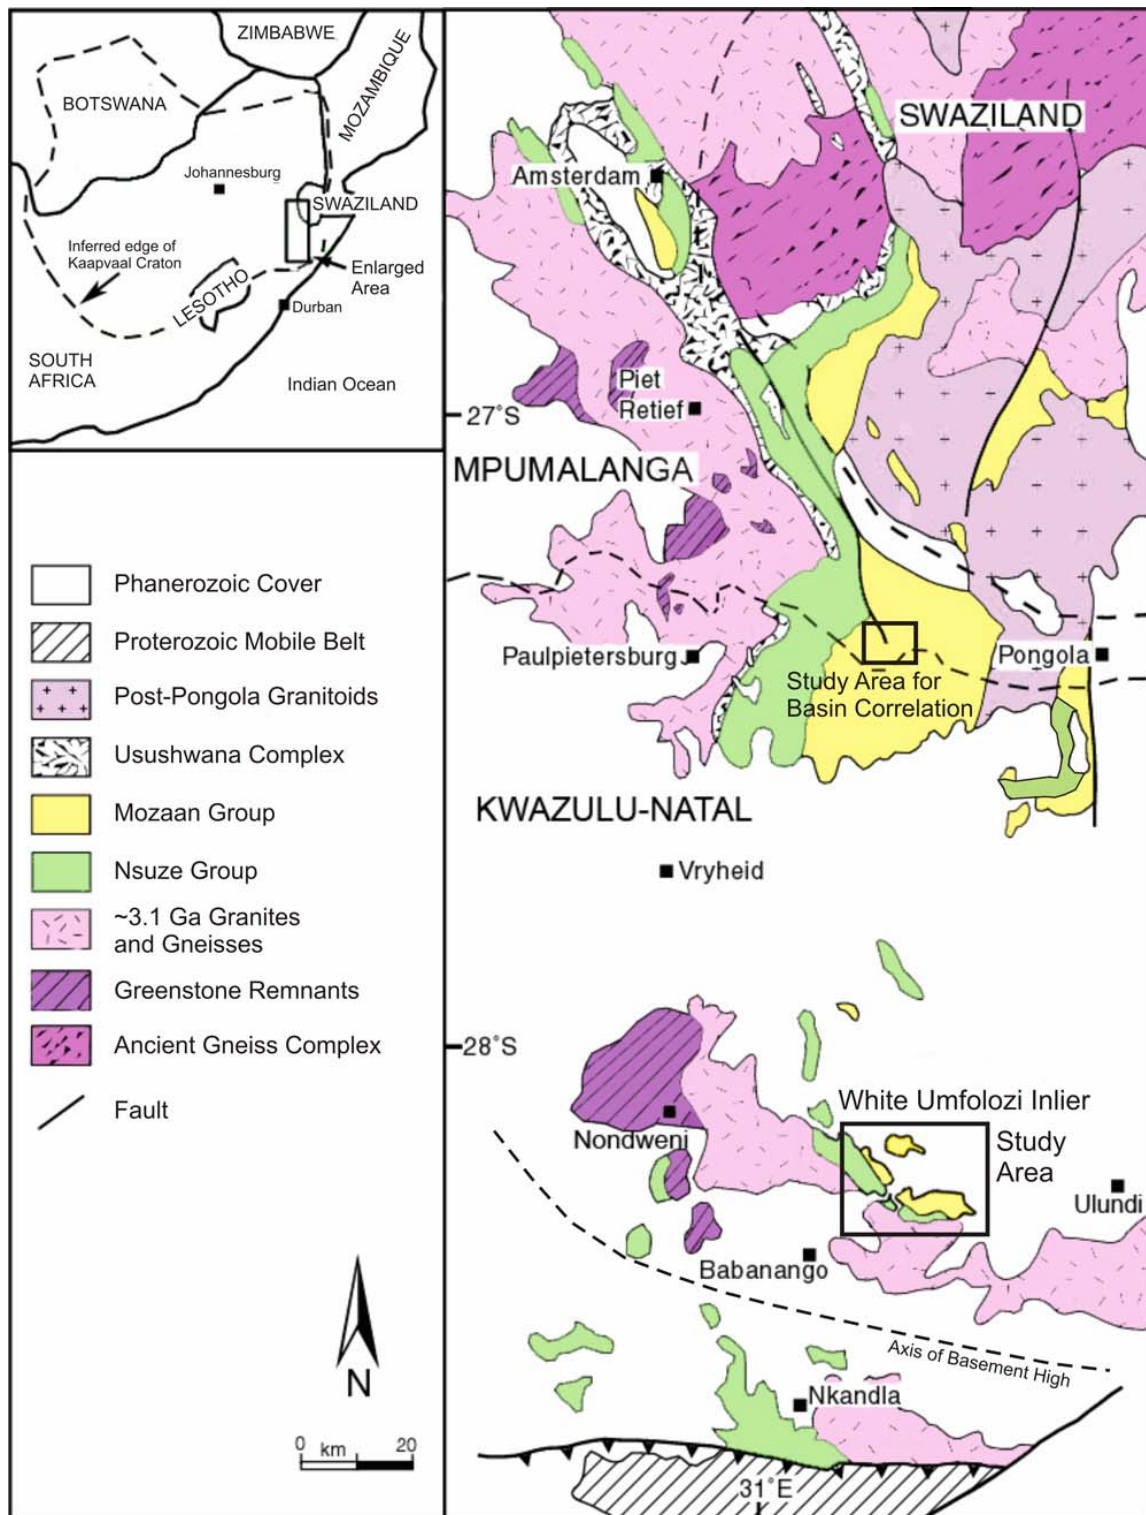 ZIMBABWE
MOZAMBIQUE
BOTSWANA
Johannesburg
SWAZILAND
Inferred edge of
Kaapvaal Craton
Enlarged
Area
LESOTHO
Durban
SOUTH
AFRICA
Indian Ocean
Phanerozoic Cover
Proterozoic Mobile Belt
Post-Pongola Granitoids
Usushwana Complex
Mozaan Group
Nsuze Group
~3.1 Ga Granites
and Gneisses
Greenstone Remnants
Ancient Gneiss Complex
Fault
N
0 km 20
SWAZILAND
Amsterdam
Piet
Retief
27°S
MPUMALANGA
Paulpietersburg
Pongola
Study Area for
Basin Correlation
KWAZULU-NATAL
Vryheid
28°S
White Umfolozi Inlier
Nondweni
Study
Area
Ulundi
Babanango
Axis of Basement High
Nkandla
31°E